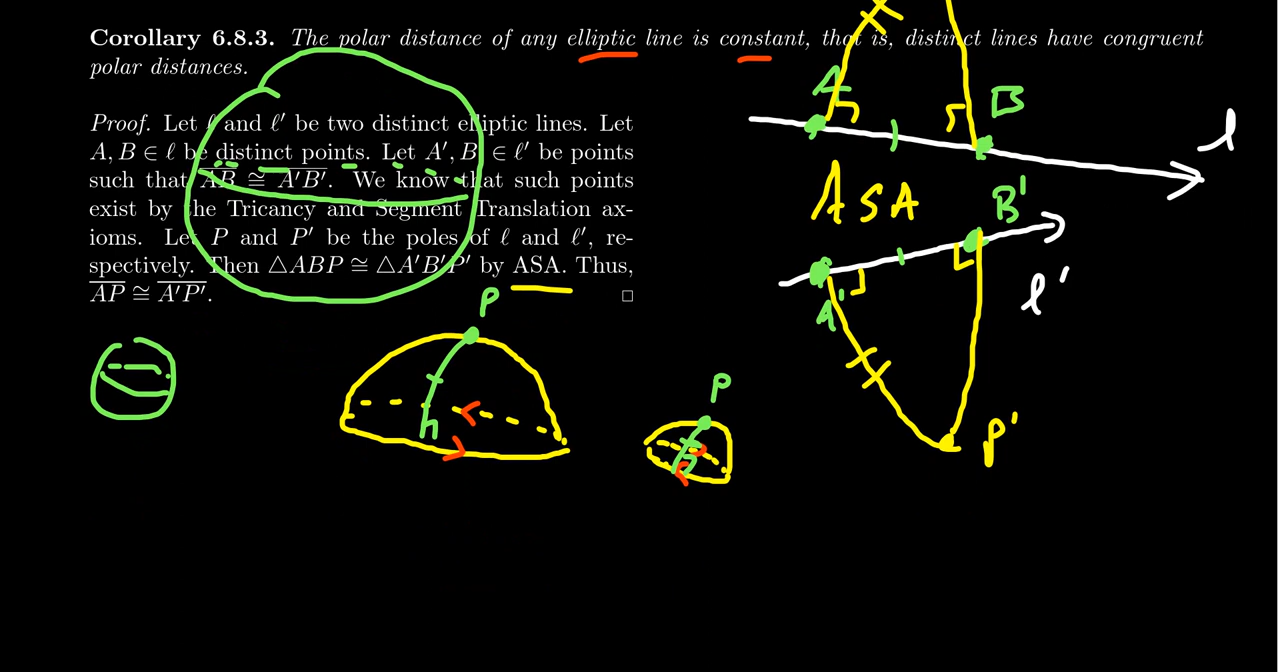 Corollary 6.8.3. The polar distance of any elliptic line is constant, that is, distinct lines have congruent
polar distances.
Proof. Let ℓ and ℓ′ be two distinct elliptic lines. Let
A, B ∈ ℓ be distinct points. Let A′, B′ ∈ ℓ′ be points
such that A̅B̅ ≅ A̅′B̅′. We know that such points
exist by the Tricancy and Segment Translation ax-
ioms. Let P and P′ be the poles of ℓ and ℓ′, re-
spectively. Then △ABP ≅ △A′B′P′ by ASA. Thus,
A̅P̅ ≅ A̅′P̅′. □
A
B
l
ASA
B'
A'
l'
P
h
P
P'